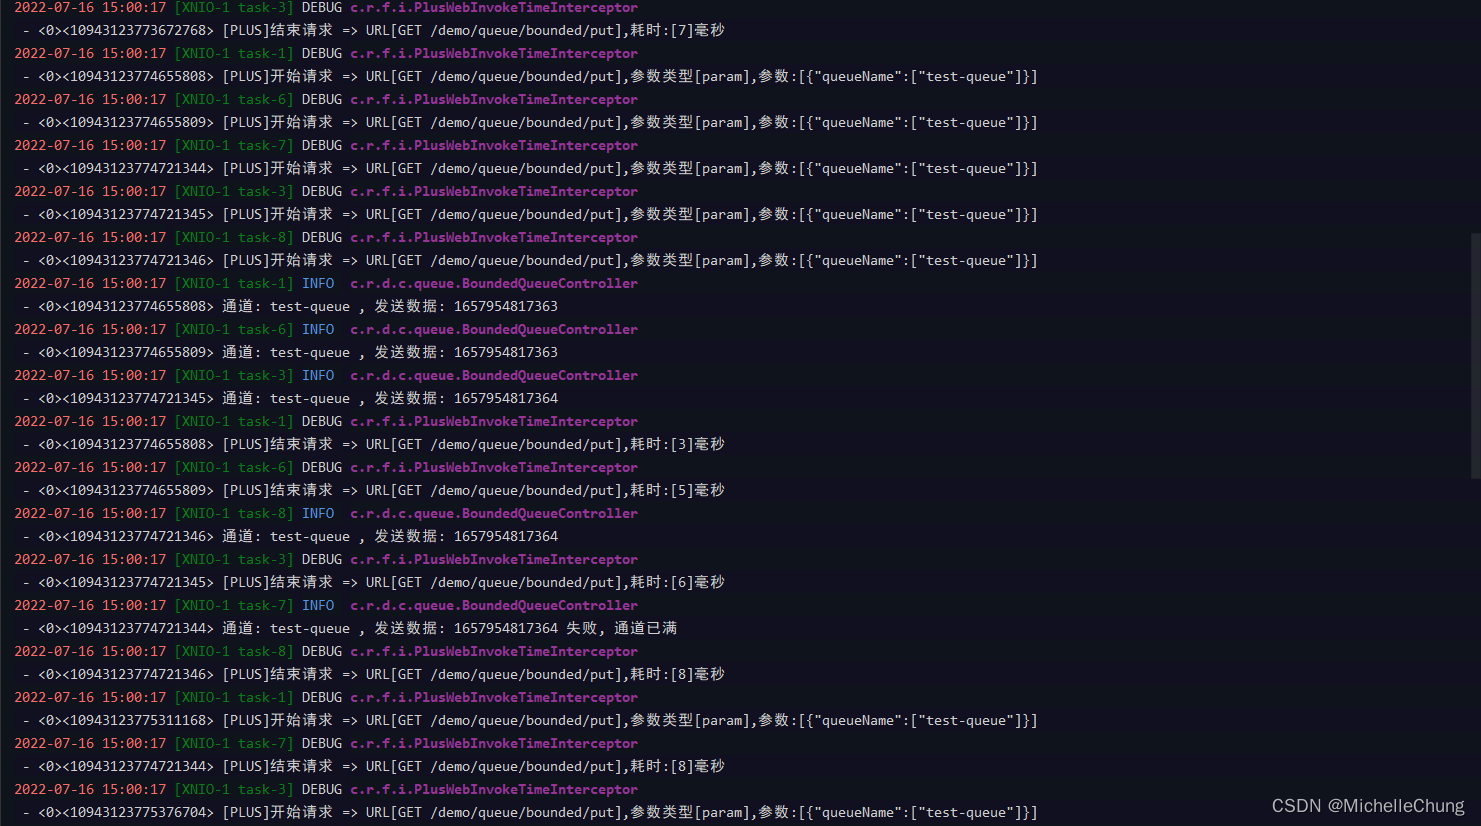 2022-07-16 15:00:17 [XNIO-1 task-3] DEBUG c.r.f.i.PlusWebInvokeTimeInterceptor
- <0><10943123773672768> [PLUS]结束请求 => URL[GET /demo/queue/bounded/put],耗时:[7]毫秒
2022-07-16 15:00:17 [XNIO-1 task-1] DEBUG c.r.f.i.PlusWebInvokeTimeInterceptor
- <0><10943123774655808> [PLUS]开始请求 => URL[GET /demo/queue/bounded/put],参数类型[param],参数:[{"queueName":["test-queue"]}]
2022-07-16 15:00:17 [XNIO-1 task-6] DEBUG c.r.f.i.PlusWebInvokeTimeInterceptor
- <0><10943123774655809> [PLUS]开始请求 => URL[GET /demo/queue/bounded/put],参数类型[param],参数:[{"queueName":["test-queue"]}]
2022-07-16 15:00:17 [XNIO-1 task-7] DEBUG c.r.f.i.PlusWebInvokeTimeInterceptor
- <0><10943123774721344> [PLUS]开始请求 => URL[GET /demo/queue/bounded/put],参数类型[param],参数:[{"queueName":["test-queue"]}]
2022-07-16 15:00:17 [XNIO-1 task-3] DEBUG c.r.f.i.PlusWebInvokeTimeInterceptor
- <0><10943123774721345> [PLUS]开始请求 => URL[GET /demo/queue/bounded/put],参数类型[param],参数:[{"queueName":["test-queue"]}]
2022-07-16 15:00:17 [XNIO-1 task-8] DEBUG c.r.f.i.PlusWebInvokeTimeInterceptor
- <0><10943123774721346> [PLUS]开始请求 => URL[GET /demo/queue/bounded/put],参数类型[param],参数:[{"queueName":["test-queue"]}]
2022-07-16 15:00:17 [XNIO-1 task-1] INFO  c.r.d.c.queue.BoundedQueueController
- <0><10943123774655808> 通道: test-queue , 发送数据: 1657954817363
2022-07-16 15:00:17 [XNIO-1 task-6] INFO  c.r.d.c.queue.BoundedQueueController
- <0><10943123774655809> 通道: test-queue , 发送数据: 1657954817363
2022-07-16 15:00:17 [XNIO-1 task-3] INFO  c.r.d.c.queue.BoundedQueueController
- <0><10943123774721345> 通道: test-queue , 发送数据: 1657954817364
2022-07-16 15:00:17 [XNIO-1 task-1] DEBUG c.r.f.i.PlusWebInvokeTimeInterceptor
- <0><10943123774655808> [PLUS]结束请求 => URL[GET /demo/queue/bounded/put],耗时:[3]毫秒
2022-07-16 15:00:17 [XNIO-1 task-6] DEBUG c.r.f.i.PlusWebInvokeTimeInterceptor
- <0><10943123774655809> [PLUS]结束请求 => URL[GET /demo/queue/bounded/put],耗时:[5]毫秒
2022-07-16 15:00:17 [XNIO-1 task-8] INFO  c.r.d.c.queue.BoundedQueueController
- <0><10943123774721346> 通道: test-queue , 发送数据: 1657954817364
2022-07-16 15:00:17 [XNIO-1 task-3] DEBUG c.r.f.i.PlusWebInvokeTimeInterceptor
- <0><10943123774721345> [PLUS]结束请求 => URL[GET /demo/queue/bounded/put],耗时:[6]毫秒
2022-07-16 15:00:17 [XNIO-1 task-7] INFO  c.r.d.c.queue.BoundedQueueController
- <0><10943123774721344> 通道: test-queue , 发送数据: 1657954817364 失败, 通道已满
2022-07-16 15:00:17 [XNIO-1 task-8] DEBUG c.r.f.i.PlusWebInvokeTimeInterceptor
- <0><10943123774721346> [PLUS]结束请求 => URL[GET /demo/queue/bounded/put],耗时:[8]毫秒
2022-07-16 15:00:17 [XNIO-1 task-1] DEBUG c.r.f.i.PlusWebInvokeTimeInterceptor
- <0><10943123775311168> [PLUS]开始请求 => URL[GET /demo/queue/bounded/put],参数类型[param],参数:[{"queueName":["test-queue"]}]
2022-07-16 15:00:17 [XNIO-1 task-7] DEBUG c.r.f.i.PlusWebInvokeTimeInterceptor
- <0><10943123774721344> [PLUS]结束请求 => URL[GET /demo/queue/bounded/put],耗时:[8]毫秒
2022-07-16 15:00:17 [XNIO-1 task-3] DEBUG c.r.f.i.PlusWebInvokeTimeInterceptor
- <0><10943123775376704> [PLUS]开始请求 => URL[GET /demo/queue/bounded/put],参数类型[param],参数:[{"queueName":["test-queue"]}]
CSDN @MichelleChung